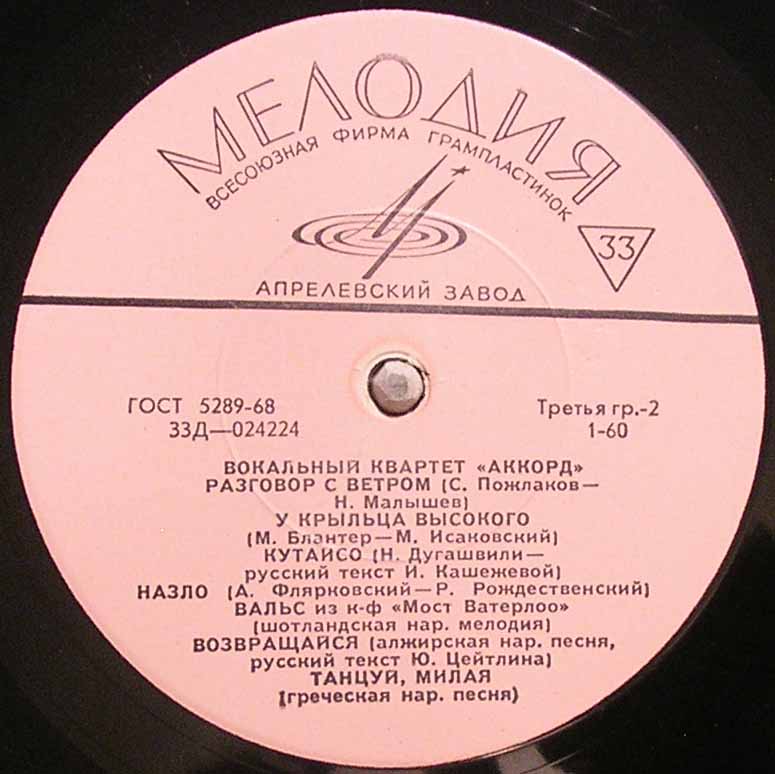 МЕЛОДИЯ
ВСЕСОЮЗНАЯ ФИРМА ГРАМПЛАСТИНОК
33
АПРЕЛЕВСКИЙ ЗАВОД
ГОСТ 5289-68
Третья гр.-2
33Д—024224
1-60
ВОКАЛЬНЫЙ КВАРТЕТ «АККОРД»
РАЗГОВОР С ВЕТРОМ (С. Пожлаков—
Н. Малышев)
У КРЫЛЬЦА ВЫСОКОГО
(М. Блантер—М. Исаковский)
КУТАИСО (Н. Дугашвили—
русский текст И. Кашежевой)
НАЗЛО (А. Флярковский—Р. Рождественский)
ВАЛЬС из к-ф «Мост Ватерлоо»
(шотландская нар. мелодия)
ВОЗВРАЩАЙСЯ (алжирская нар. песня,
русский текст Ю. Цейтлина)
ТАНЦУЙ, МИЛАЯ
(греческая нар. песня)